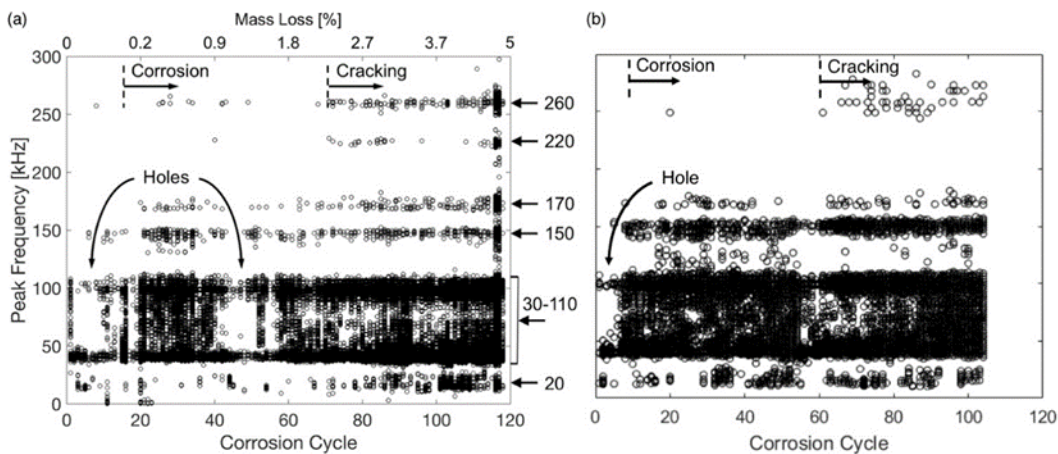 (a)
Mass Loss [%]
0 0.2 0.9 1.8 2.7 3.7 5
300
250
200
150
100
50
0
Peak Frequency [kHz]
Corrosion
Cracking
Holes
260
220
170
150
30-110
20
0 20 40 60 80 100 120
Corrosion Cycle
(b)
Corrosion
Cracking
Hole
0 20 40 60 80 100 120
Corrosion Cycle